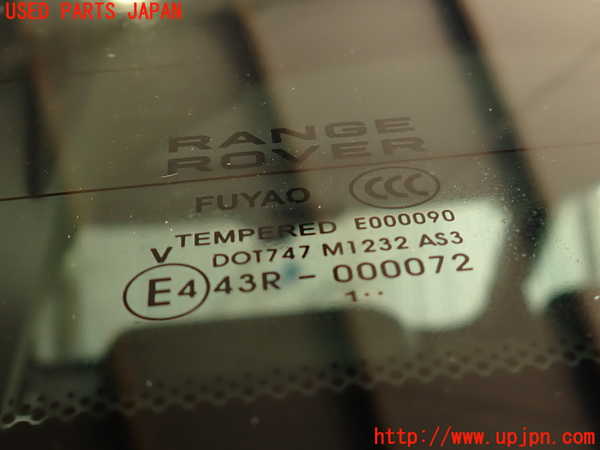 USED PARTS JAPAN
RANGE
ROVER
FUYAO CCC
TEMPERED E000090
V DOT747 M1232 AS3
E4 43R - 000072
1··
http://www.upjpn.com